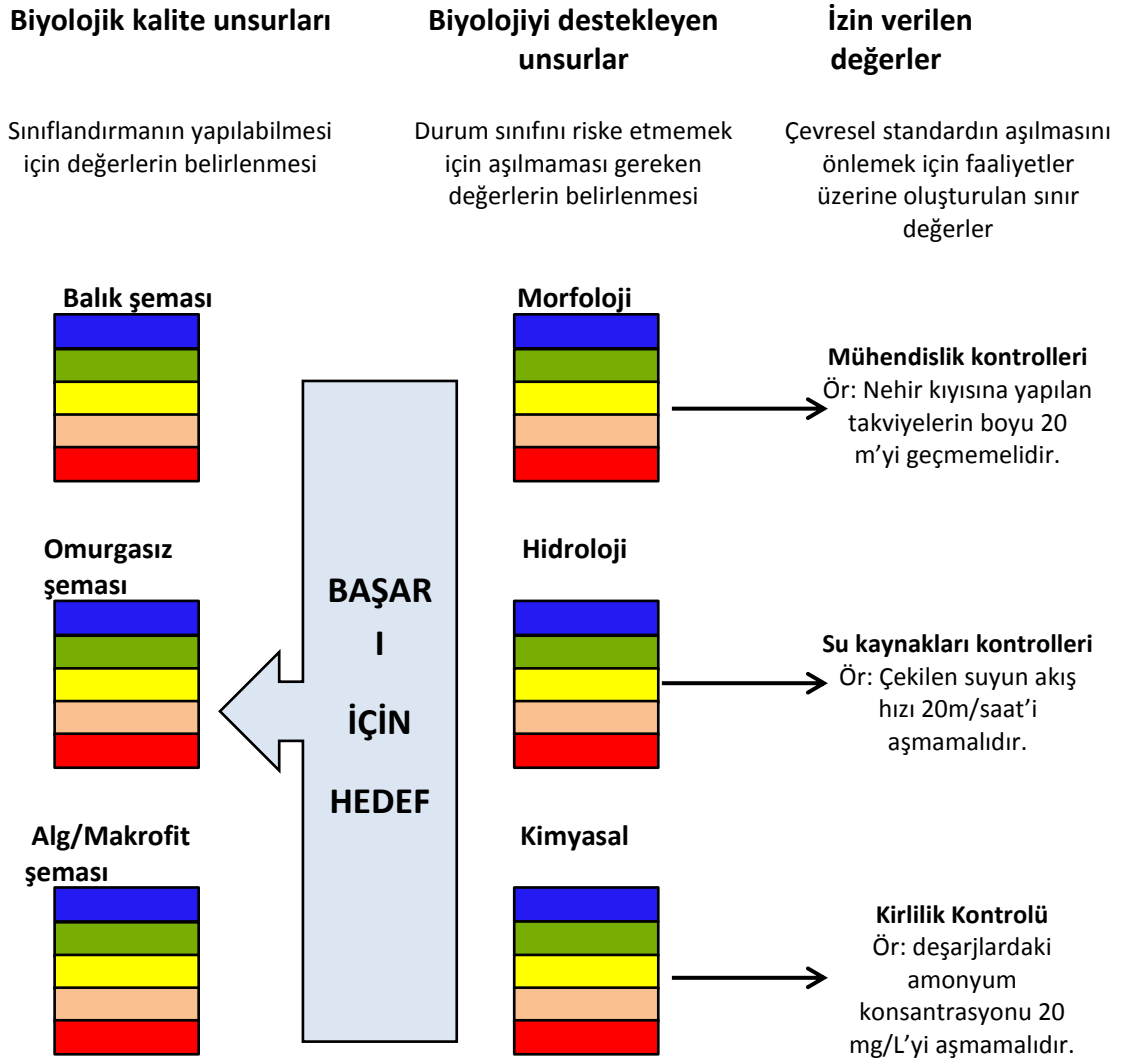 Biyolojik kalite unsurları
Biyolojiyi destekleyen
unsurlar
İzin verilen
değerler
Sınıflandırmanın yapılabilmesi
için değerlerin belirlenmesi
Durum sınıfını riske etmemek
için aşılmaması gereken
değerlerin belirlenmesi
Çevresel standardın aşılmasını
önlemek için faaliyetler
üzerine oluşturulan sınır
değerler
Balık şeması
Morfoloji
Mühendislik kontrolleri
Ör: Nehir kıyısına yapılan
takviyelerin boyu 20
m’yi geçmemelidir.
Omurgasız
şeması
Hidroloji
BAŞAR
I
İÇİN
HEDEF
Su kaynakları kontrolleri
Ör: Çekilen suyun akış
hızı 20m/saat’i
aşmamalıdır.
Alg/Makrofit
şeması
Kimyasal
Kirlilik Kontrolü
Ör: deşarjlardaki
amonyum
konsantrasyonu 20
mg/L’yi aşmamalıdır.